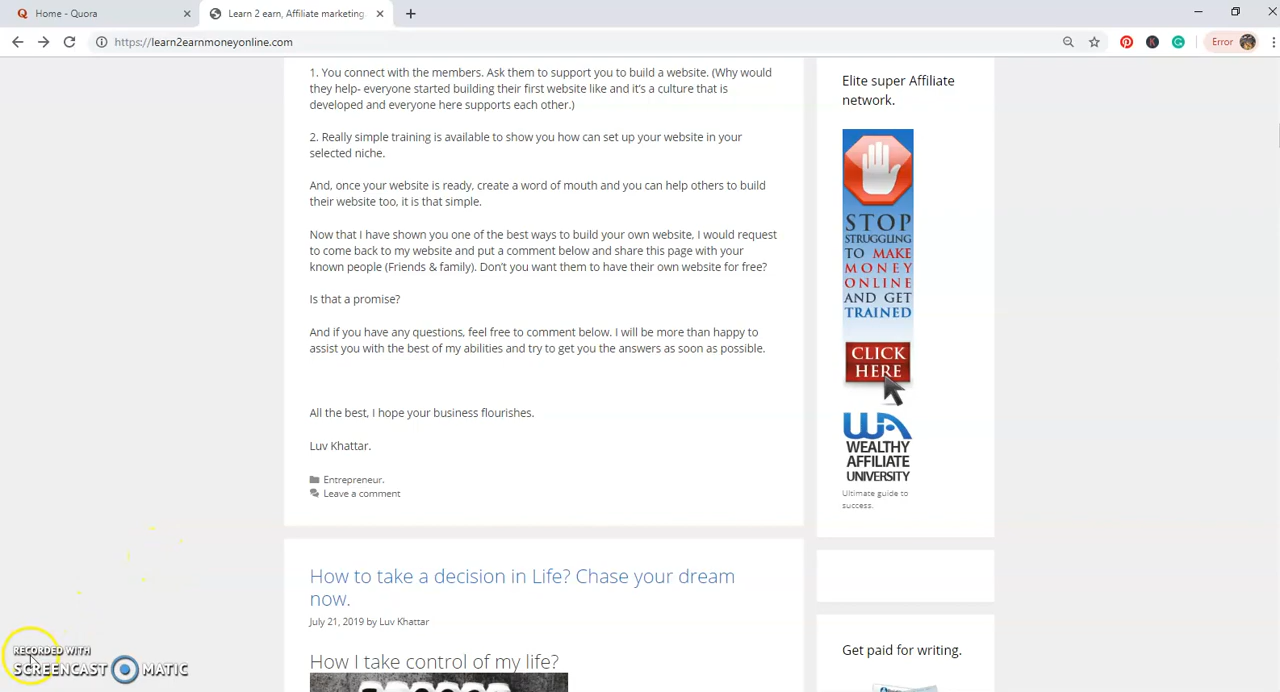 Home - Quora
Learn 2 earn, Affiliate marketing
https://learn2earnmoneyonline.com
Error
1. You connect with the members. Ask them to support you to build a website. (Why would
they help- everyone started building their first website like and it's a culture that is
developed and everyone here supports each other.)
2. Really simple training is available to show you how can set up your website in your
selected niche.
And, once your website is ready, create a word of mouth and you can help others to build
their website too, it is that simple.
Now that I have shown you one of the best ways to build your own website, I would request
to come back to my website and put a comment below and share this page with your
known people (Friends & family). Don't you want them to have their own website for free?
Is that a promise?
And if you have any questions, feel free to comment below. I will be more than happy to
assist you with the best of my abilities and try to get you the answers as soon as possible.
All the best, I hope your business flourishes.
Luv Khattar.
Entrepreneur.
Leave a comment
How to take a decision in Life? Chase your dream
now.
July 21, 2019 by Luv Khattar
How I take control of my life?
Elite super Affiliate
network.
STOP
STRUGGLING
TO MAKE
MONEY
ONLINE
AND GET
TRAINED
CLICK
HERE
WA
WEALTHY
AFFILIATE
UNIVERSITY
Ultimate guide to
success.
Get paid for writing.
RECORDED WITH
SCREENCAST MATIC